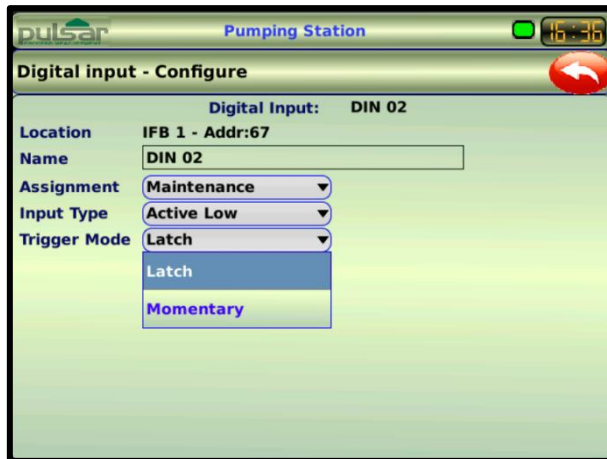 pulsar
Pumping Station
16:36
Digital input - Configure
Digital Input: DIN 02
Location IFB 1 - Addr:67
Name DIN 02
Assignment Maintenance
Input Type Active Low
Trigger Mode Latch
Latch
Momentary